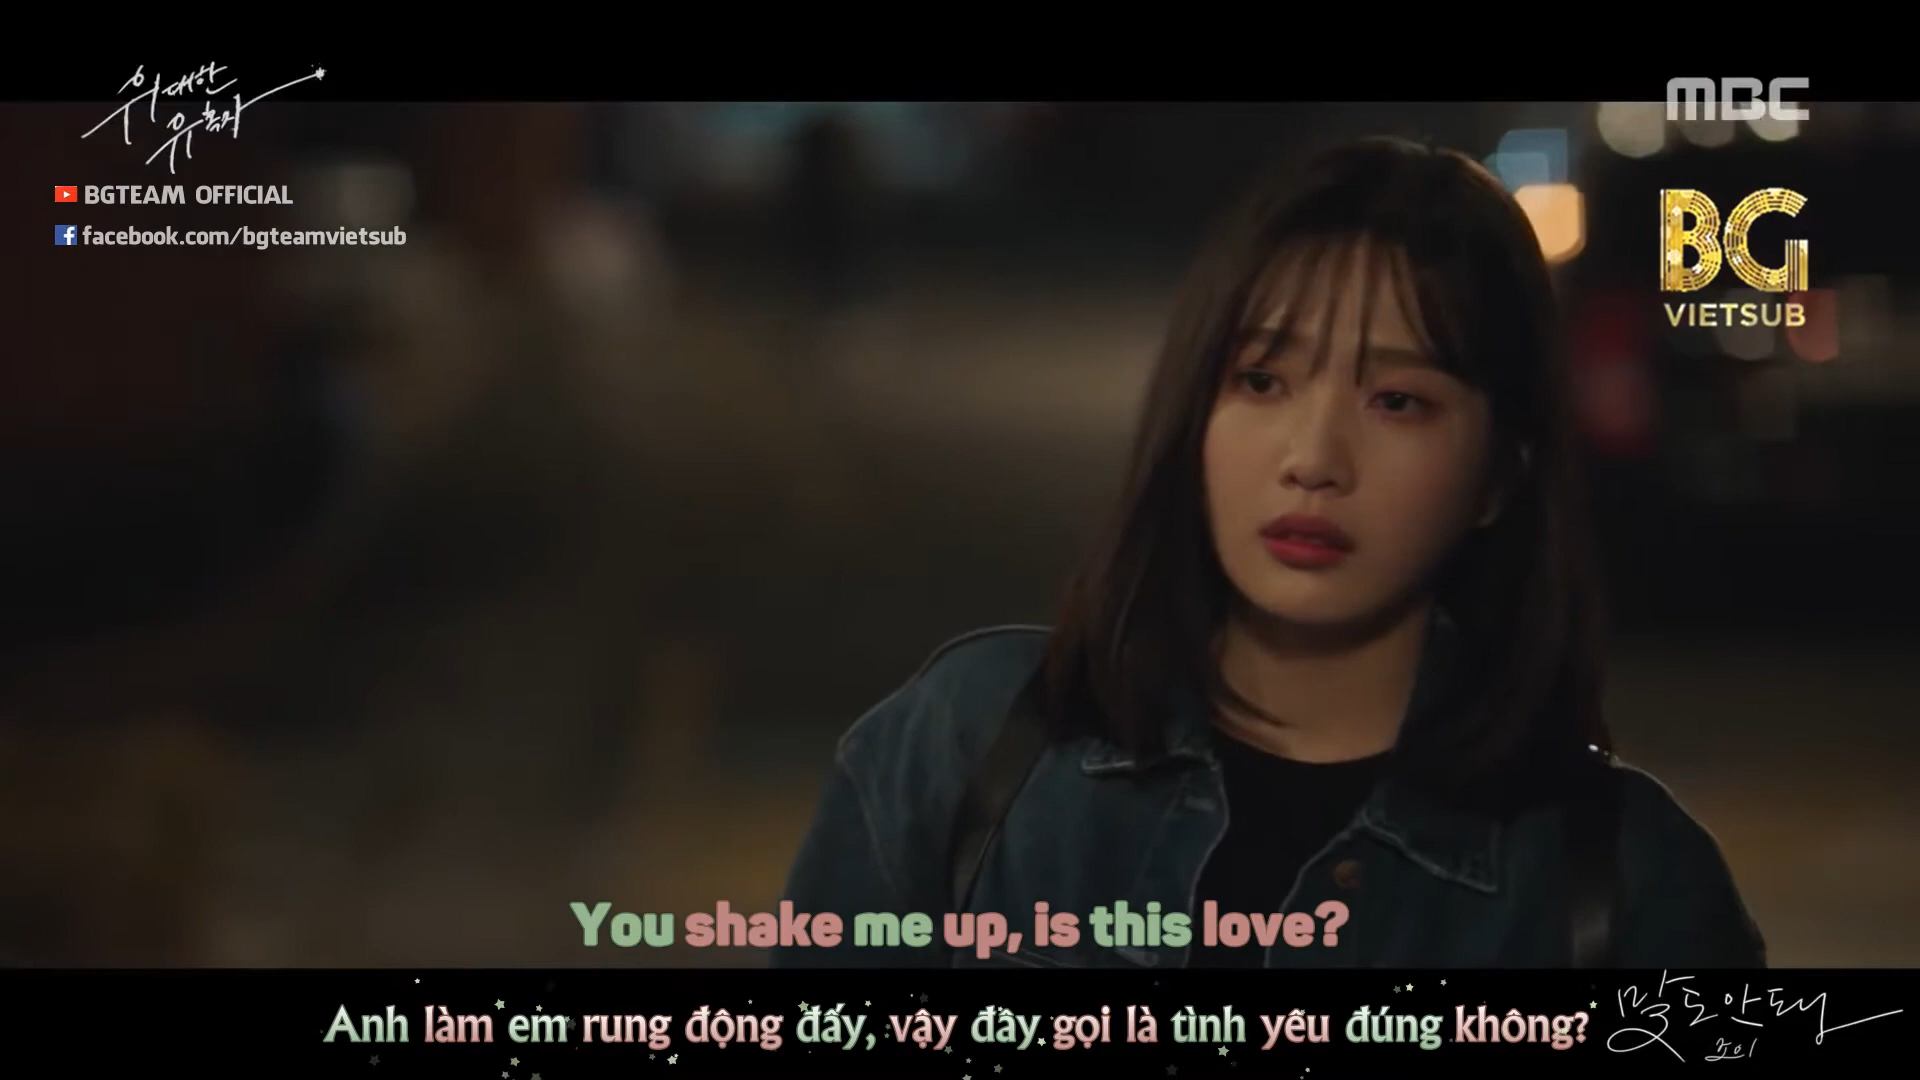 위대한
유혹자
MBC
BGTEAM OFFICIAL
facebook.com/bgteamvietsub
BG
VIETSUB
You shake me up, is this love?
Anh làm em rung động đấy, vậy đây gọi là tình yêu đúng không?
말도 안 돼
조이